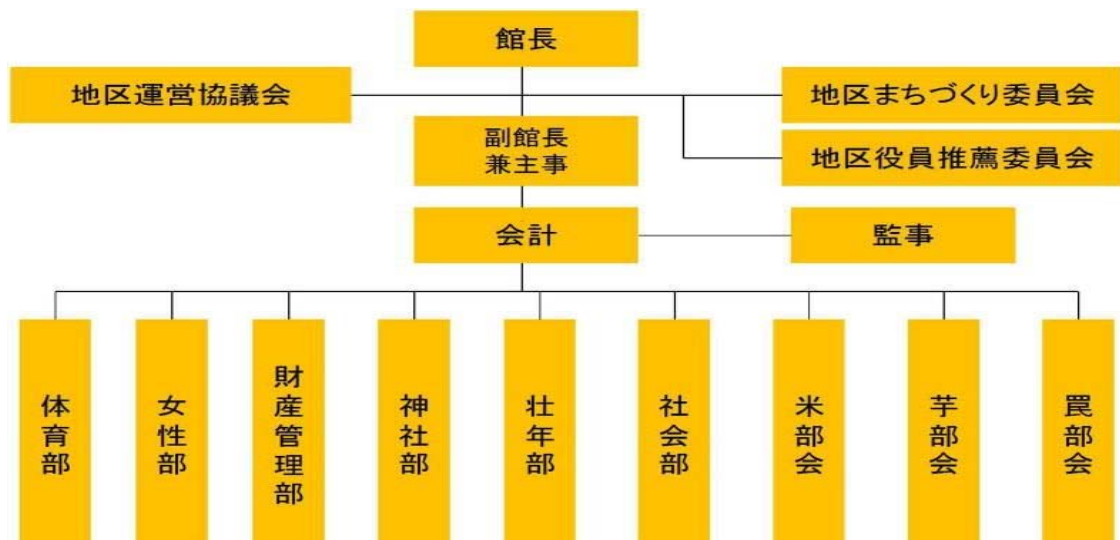 館長
地区運営協議会
地区まちづくり委員会
副館長
兼主事
地区役員推薦委員会
会計
監事
体育部
女性部
財産管理部
神社部
壮年部
社会部
米部会
芋部会
罠部会